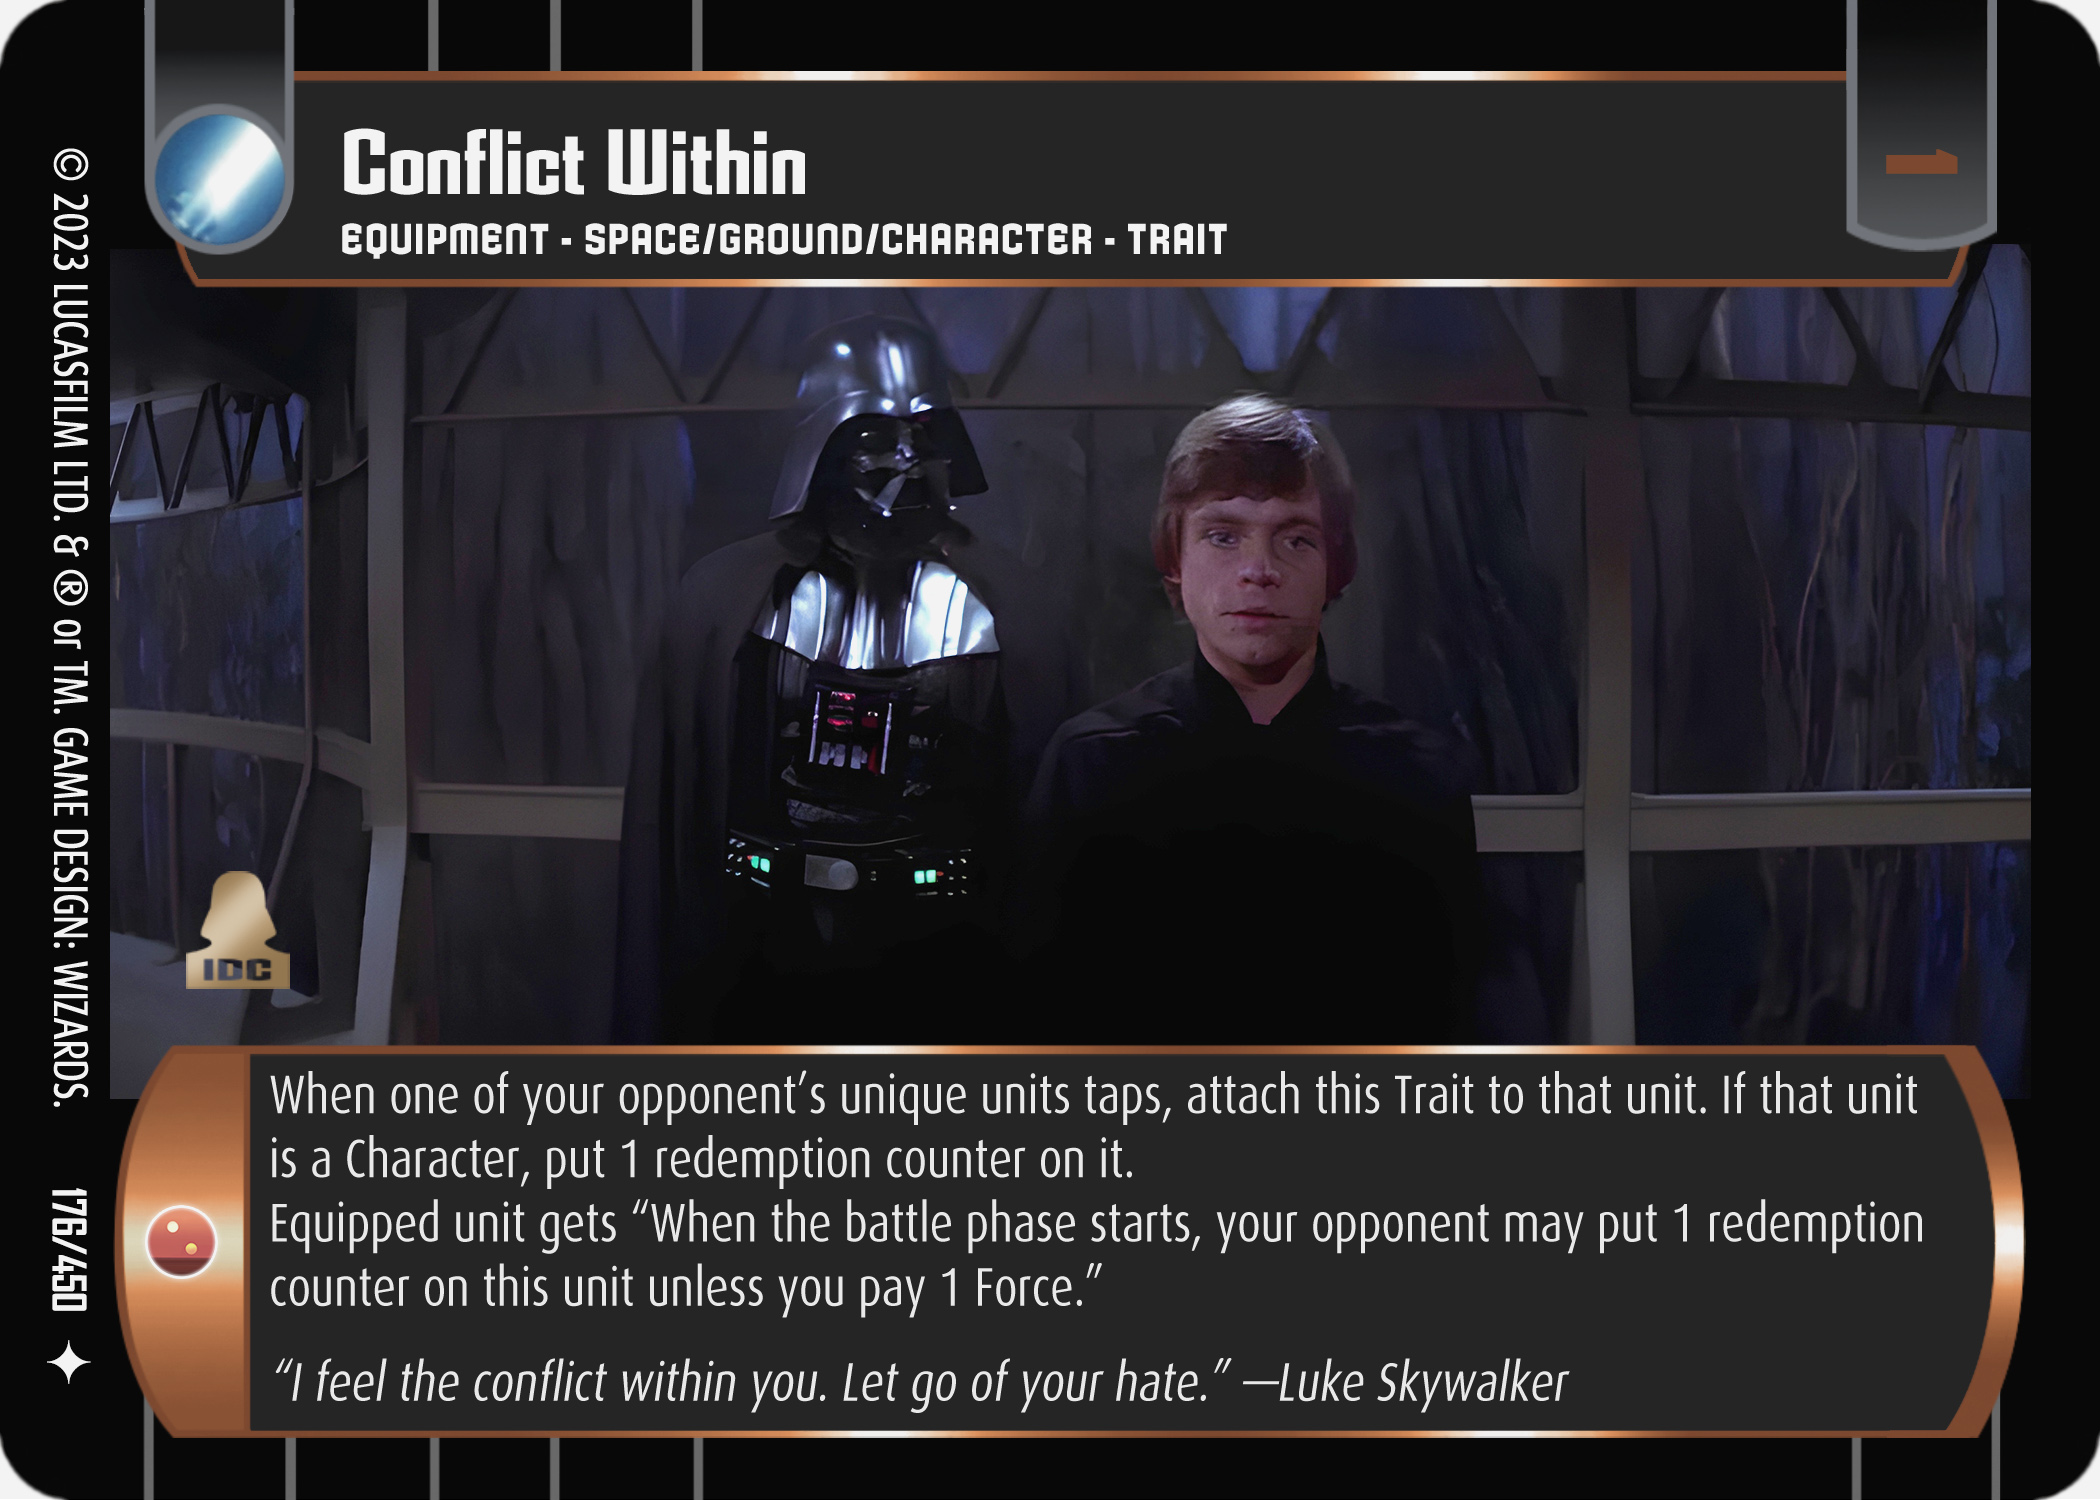 Conflict Within
1
EQUIPMENT - SPACE/GROUND/CHARACTER - TRAIT
IDC
When one of your opponent’s unique units taps, attach this Trait to that unit. If that unit
is a Character, put 1 redemption counter on it.
Equipped unit gets “When the battle phase starts, your opponent may put 1 redemption
counter on this unit unless you pay 1 Force.”
“I feel the conflict within you. Let go of your hate.” —Luke Skywalker
© 2023 LUCASFILM LTD. & ® or TM. GAME DESIGN: WIZARDS. 176/450